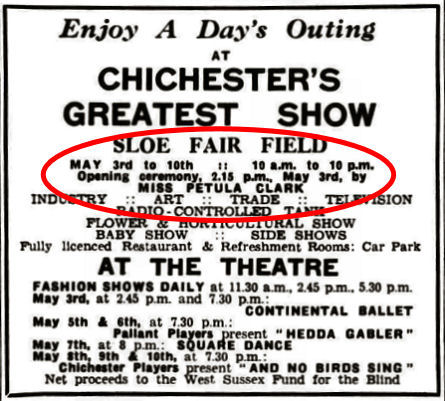 Enjoy A Day's Outing
AT
CHICHESTER'S
GREATEST SHOW
SLOE FAIR FIELD
MAY 3rd to 10th :: 10 a.m. to 10 p.m.
Opening ceremony, 2.15 p.m., May 3rd, by
MISS PETULA CLARK
INDUSTRY :: ART :: TRADE :: TELEVISION
RADIO-CONTROLLED TANK
FLOWER & HORTICULTURAL SHOW
BABY SHOW :: SIDE SHOWS
Fully licenced Restaurant & Refreshment Rooms: Car Park
AT THE THEATRE
FASHION SHOWS DAILY at 11.30 a.m., 2.45 p.m., 5.30 p.m.
May 3rd, at 2.45 p.m. and 7.30 p.m.:
CONTINENTAL BALLET
May 5th & 6th, at 7.30 p.m.:
Pallant Players present "HEDDA GABLER"
May 7th, at 8 p.m.: SQUARE DANCE
May 8th, 9th & 10th, at 7.30 p.m.:
Chichester Players present "AND NO BIRDS SING"
Net proceeds to the West Sussex Fund for the Blind